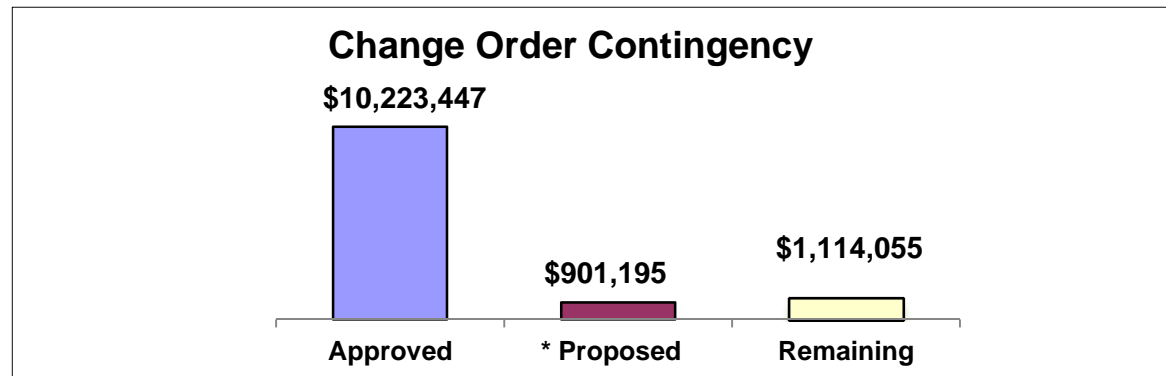 Change Order Contingency
$10,223,447
$901,195
$1,114,055
Approved
* Proposed
Remaining